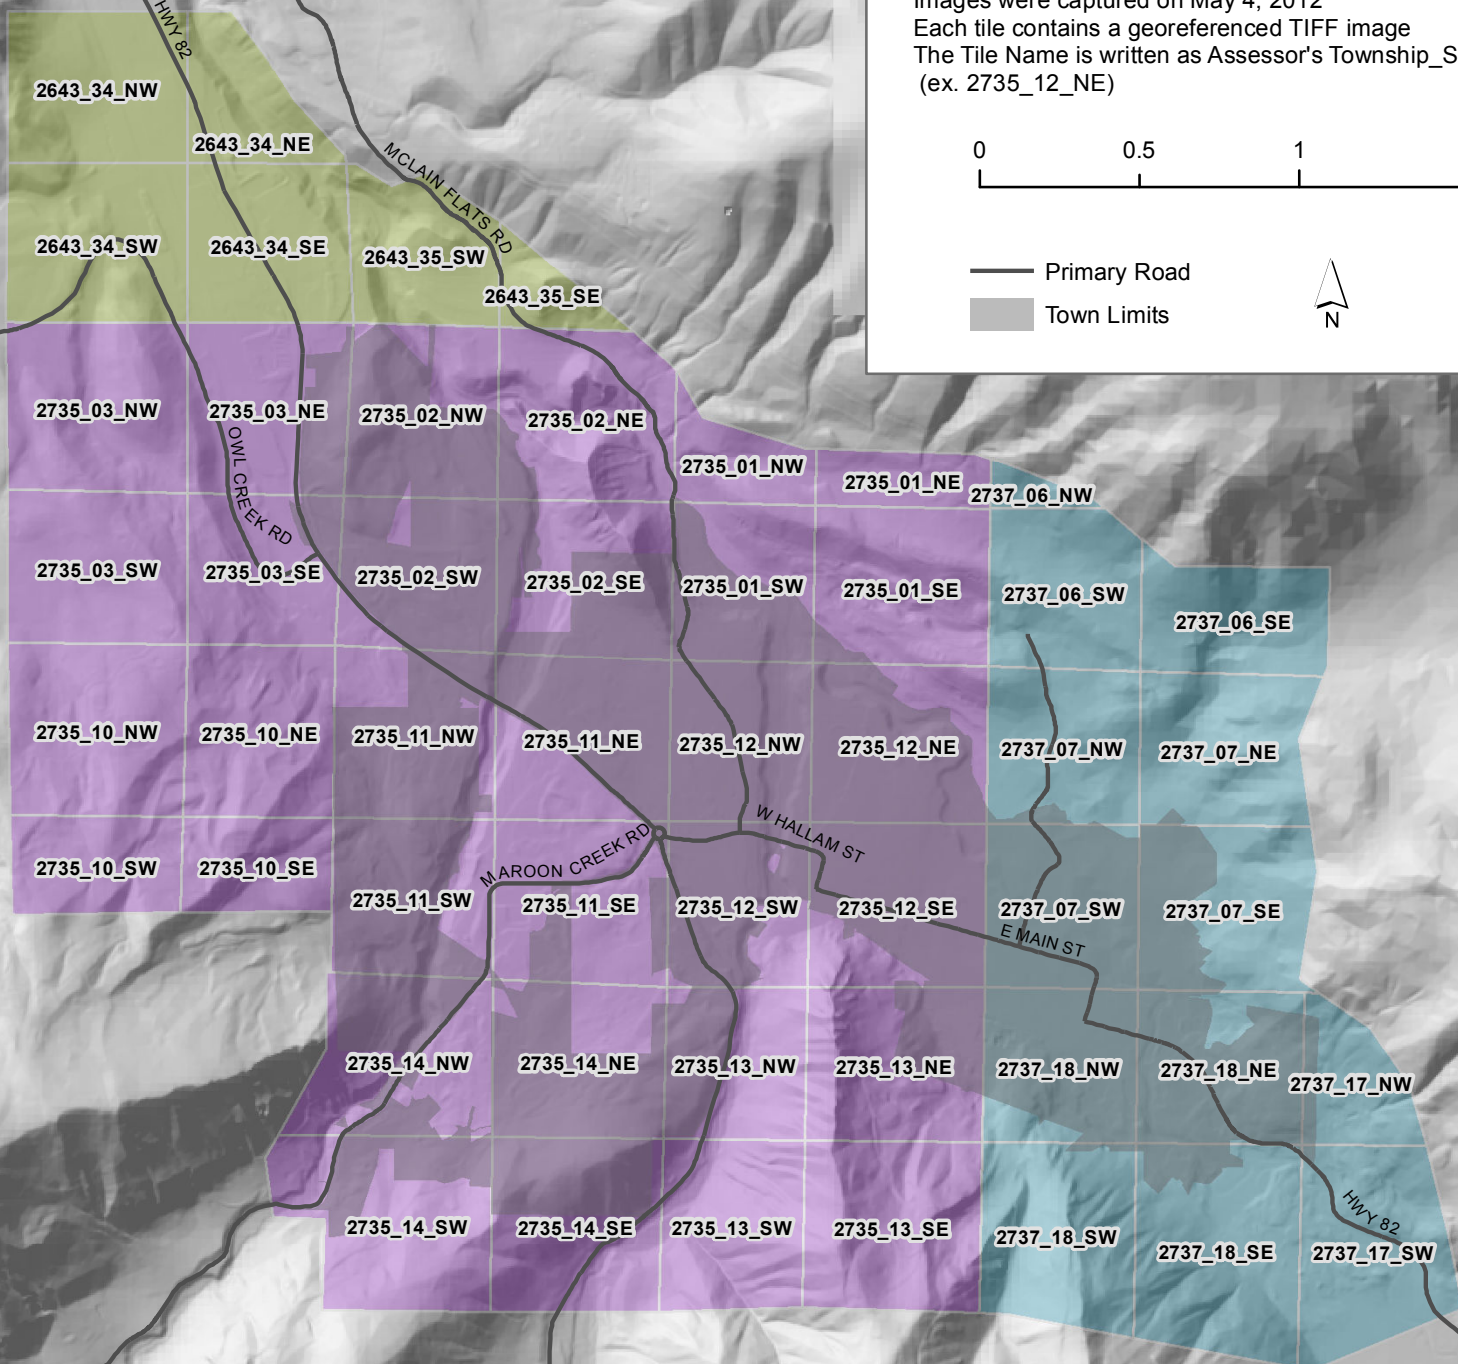 Images were captured on May 4, 2012
Each tile contains a georeferenced TIFF image
The Tile Name is written as Assessor's Township_S
(ex. 2735_12_NE)
0 0.5 1
Primary Road
Town Limits
N
HWY 82
2643_34_NW
2643_34_NE
MCLAIN FLATS RD
2643_34_SW
2643_34_SE
2643_35_SW
2643_35_SE
2735_03_NW
2735_03_NE
2735_02_NW
2735_02_NE
2735_01_NW
2735_01_NE
2737_06_NW
OWL CREEK RD
2735_03_SW
2735_03_SE
2735_02_SW
2735_02_SE
2735_01_SW
2735_01_SE
2737_06_SW
2737_06_SE
2735_10_NW
2735_10_NE
2735_11_NW
2735_11_NE
2735_12_NW
2735_12_NE
2737_07_NW
2737_07_NE
W HALLAM ST
MAROON CREEK RD
2735_10_SW
2735_10_SE
2735_11_SW
2735_11_SE
2735_12_SW
2735_12_SE
2737_07_SW
2737_07_SE
E MAIN ST
2735_14_NW
2735_14_NE
2735_13_NW
2735_13_NE
2737_18_NW
2737_18_NE
2737_17_NW
HWY 82
2735_14_SW
2735_14_SE
2735_13_SW
2735_13_SE
2737_18_SW
2737_18_SE
2737_17_SW